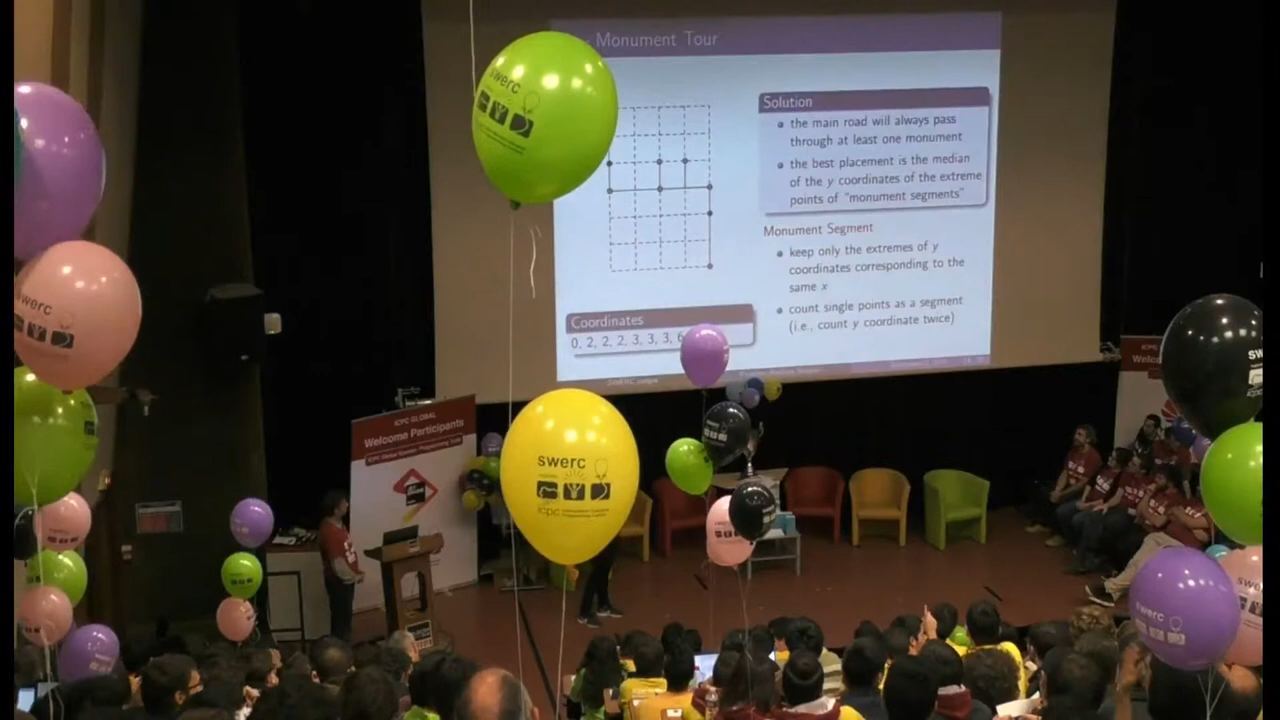 Monument Tour
Solution
the main road will always pass
through at least one monument
the best placement is the median
of the y coordinates of the extreme
points of "monument segments"
Monument Segment
keep only the extremes of y
coordinates corresponding to the
same x
count single points as a segment
(i.e., count y coordinate twice)
Coordinates
0, 2, 2, 2, 3, 3, 3, 6
swerc
swerc
swerc
icpc
swerc
ICPC GLOBAL
Welcome Participants
ICPC